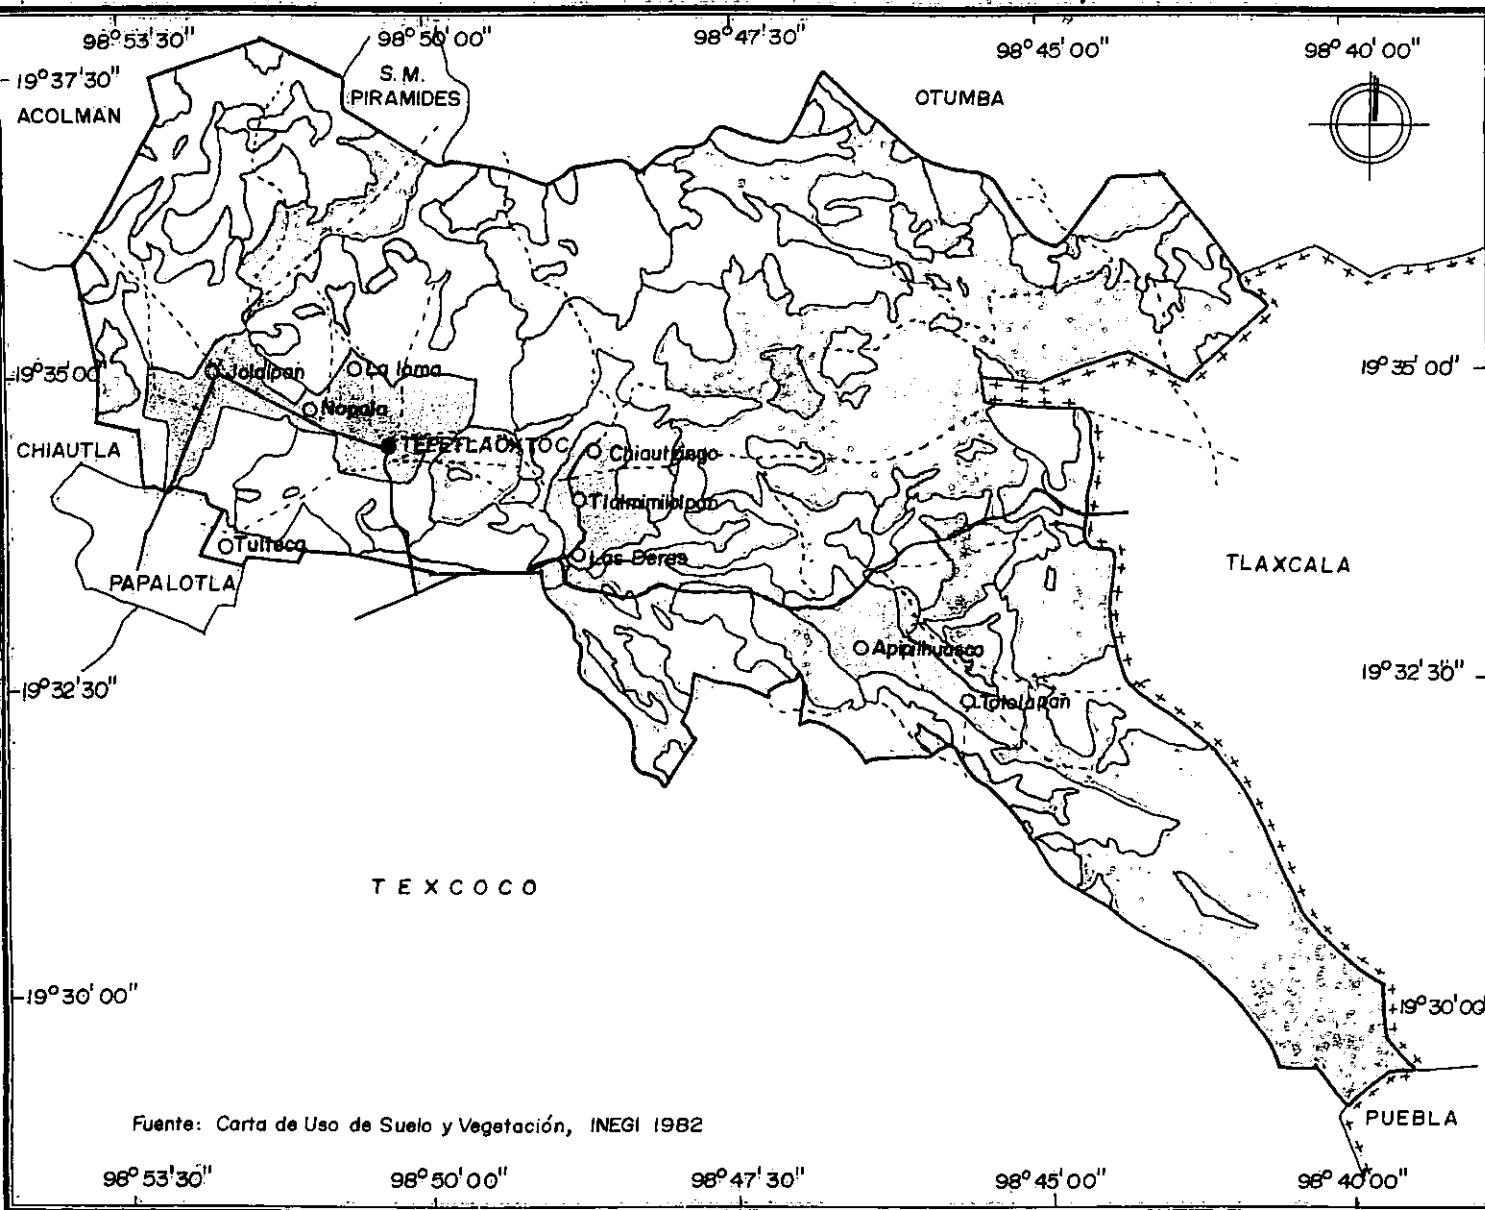 98°53'30" 98°50'00" 98°47'30" 98°45'00" 98°40'00"
19°37'30"
S. M.
PIRAMIDES
OTUMBA
ACOLMAN
19°35'00" 19°35'00"
Jolalpan
La loma
Nopala
CHIAUTLA
TEPETLAOXTOC
Chiautzingo
Tlalmimilolpan
Tulteca
Las Deras
PAPALOTLA
TLAXCALA
Apipilhuasco
19°32'30" 19°32'30"
Totolapan
TEXCOCO
19°30'00" 19°30'00
Fuente: Carta de Uso de Suelo y Vegetación, INEGI 1982
PUEBLA
98°53'30" 98°50'00" 98°47'30" 98°45'00" 98°40'00"